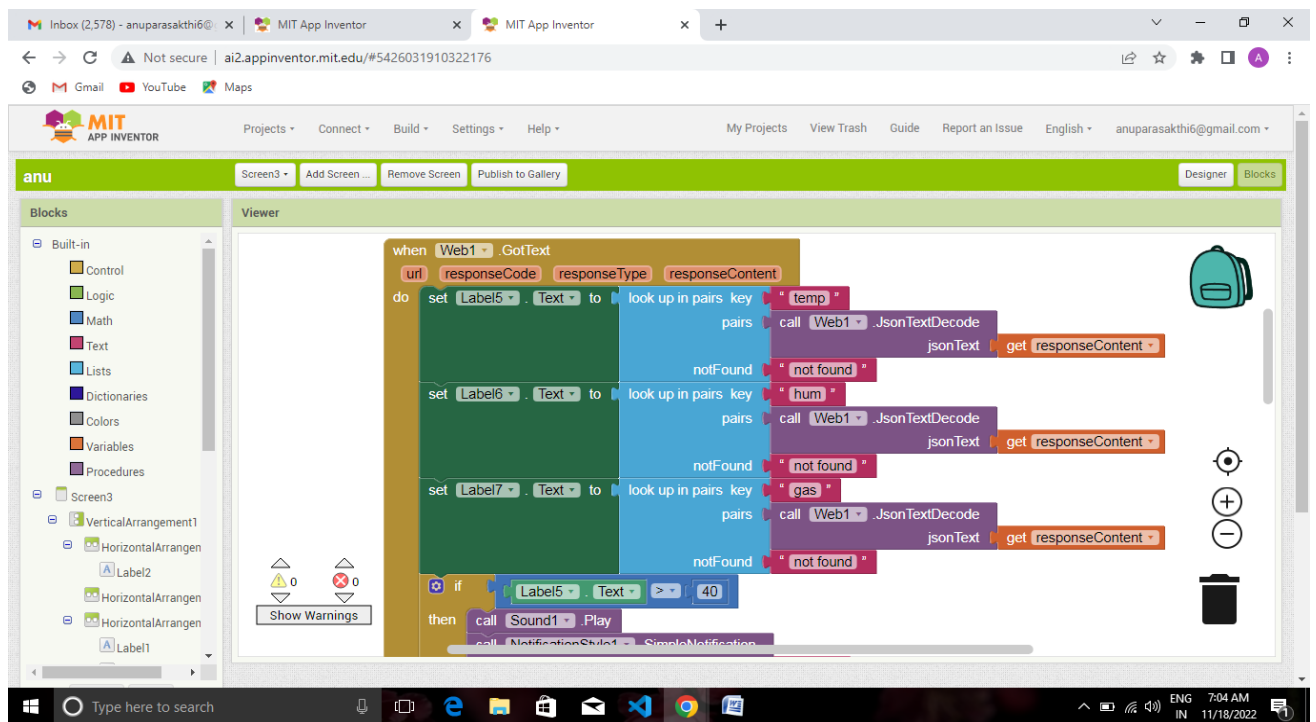 Inbox (2,578) - anuparasakthi6@g
MIT App Inventor
MIT App Inventor
Not secure
ai2.appinventor.mit.edu/#5426031910322176
A
Gmail
YouTube
Maps
MIT
APP INVENTOR
Projects
Connect
Build
Settings
Help
My Projects
View Trash
Guide
Report an Issue
English
anuparasakthi6@gmail.com
anu
Screen3
Add Screen ...
Remove Screen
Publish to Gallery
Designer
Blocks
Blocks
Viewer
Built-in
Control
Logic
Math
Text
Lists
Dictionaries
Colors
Variables
Procedures
Screen3
VerticalArrangement1
HorizontalArrangen
A Label2
HorizontalArrangen
HorizontalArrangen
A Label1
when Web1 .GotText
url responseCode responseType responseContent
do set Label5 . Text to look up in pairs key " temp "
pairs call Web1 .JsonTextDecode
jsonText get responseContent
notFound " not found "
set Label6 . Text to look up in pairs key " hum "
pairs call Web1 .JsonTextDecode
jsonText get responseContent
notFound " not found "
set Label7 . Text to look up in pairs key " gas "
pairs call Web1 .JsonTextDecode
jsonText get responseContent
notFound " not found "
if Label5 . Text > 40
then call Sound1 .Play
call NotificationStyle1 .SimpleNotification
0 0
Show Warnings
Type here to search
ENG
IN
7:04 AM
11/18/2022
1